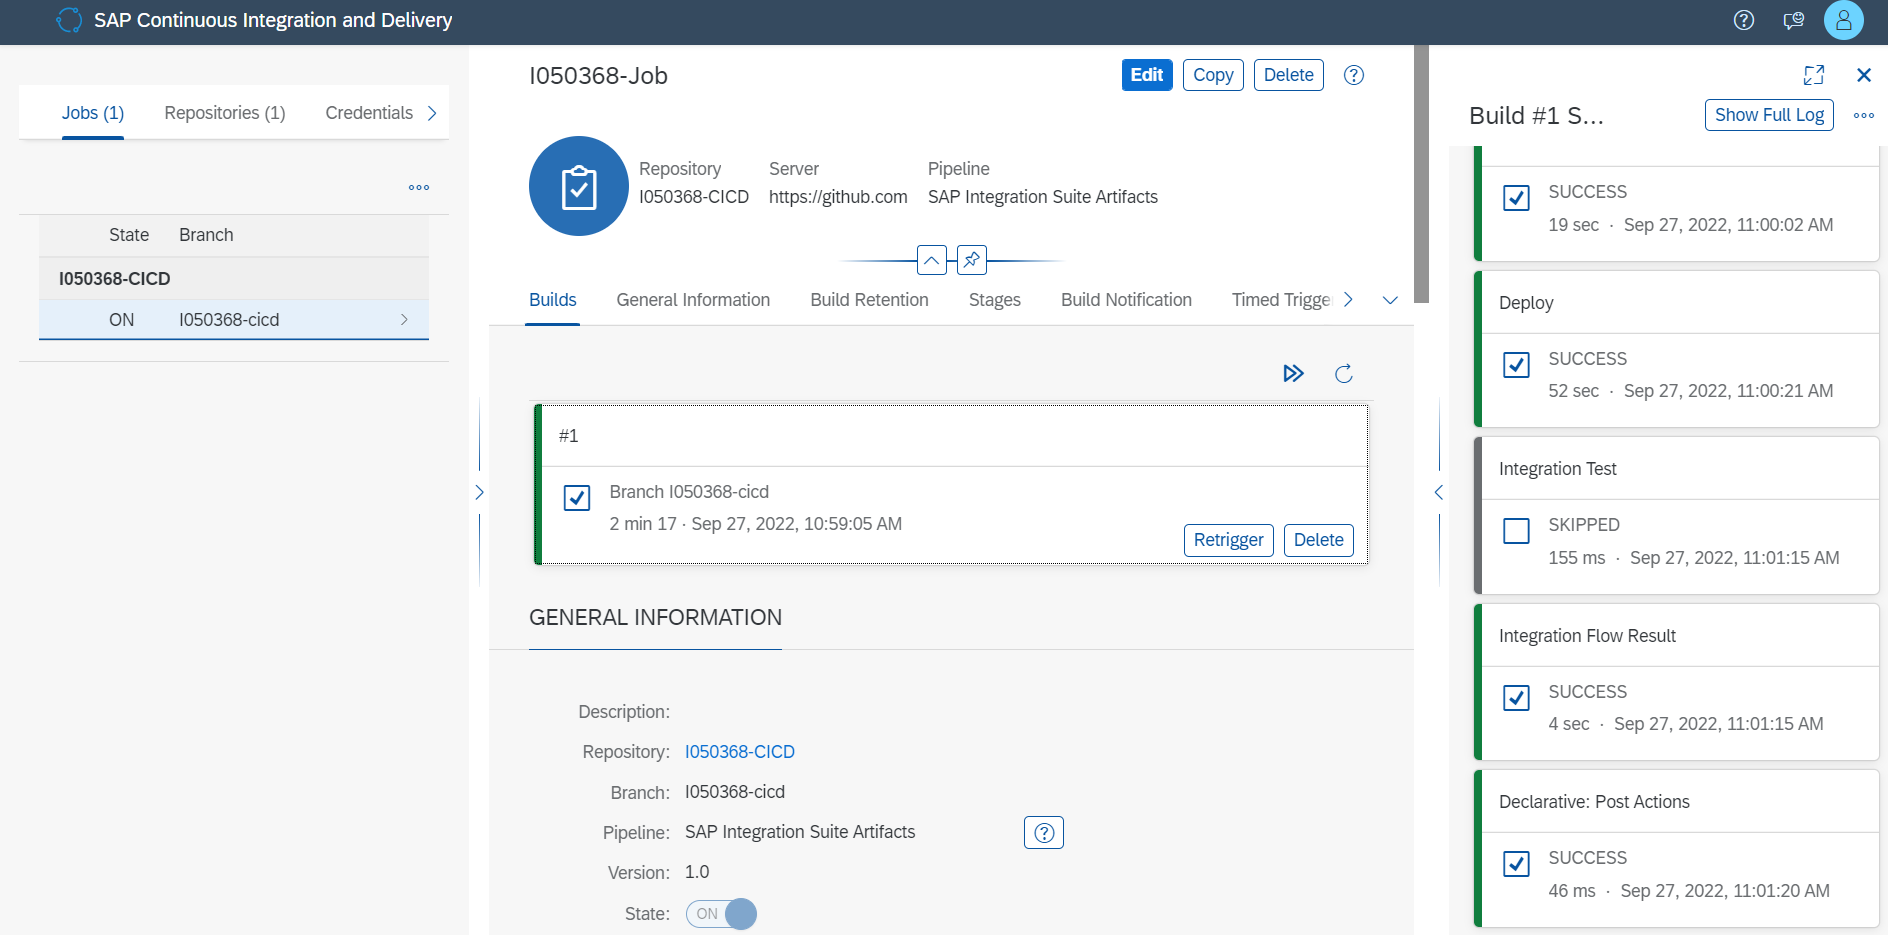 SAP Continuous Integration and Delivery
Jobs (1)
Repositories (1)
Credentials
State
Branch
I050368-CICD
ON
I050368-cicd
I050368-Job
Edit
Copy
Delete
Repository
I050368-CICD
Server
https://github.com
Pipeline
SAP Integration Suite Artifacts
Builds
General Information
Build Retention
Stages
Build Notification
Timed Trigge
#1
Branch I050368-cicd
2 min 17 · Sep 27, 2022, 10:59:05 AM
Retrigger
Delete
GENERAL INFORMATION
Description:
Repository: I050368-CICD
Branch: I050368-cicd
Pipeline: SAP Integration Suite Artifacts
Version: 1.0
State: ON
Build #1 S...
Show Full Log
SUCCESS
19 sec · Sep 27, 2022, 11:00:02 AM
Deploy
SUCCESS
52 sec · Sep 27, 2022, 11:00:21 AM
Integration Test
SKIPPED
155 ms · Sep 27, 2022, 11:01:15 AM
Integration Flow Result
SUCCESS
4 sec · Sep 27, 2022, 11:01:15 AM
Declarative: Post Actions
SUCCESS
46 ms · Sep 27, 2022, 11:01:20 AM